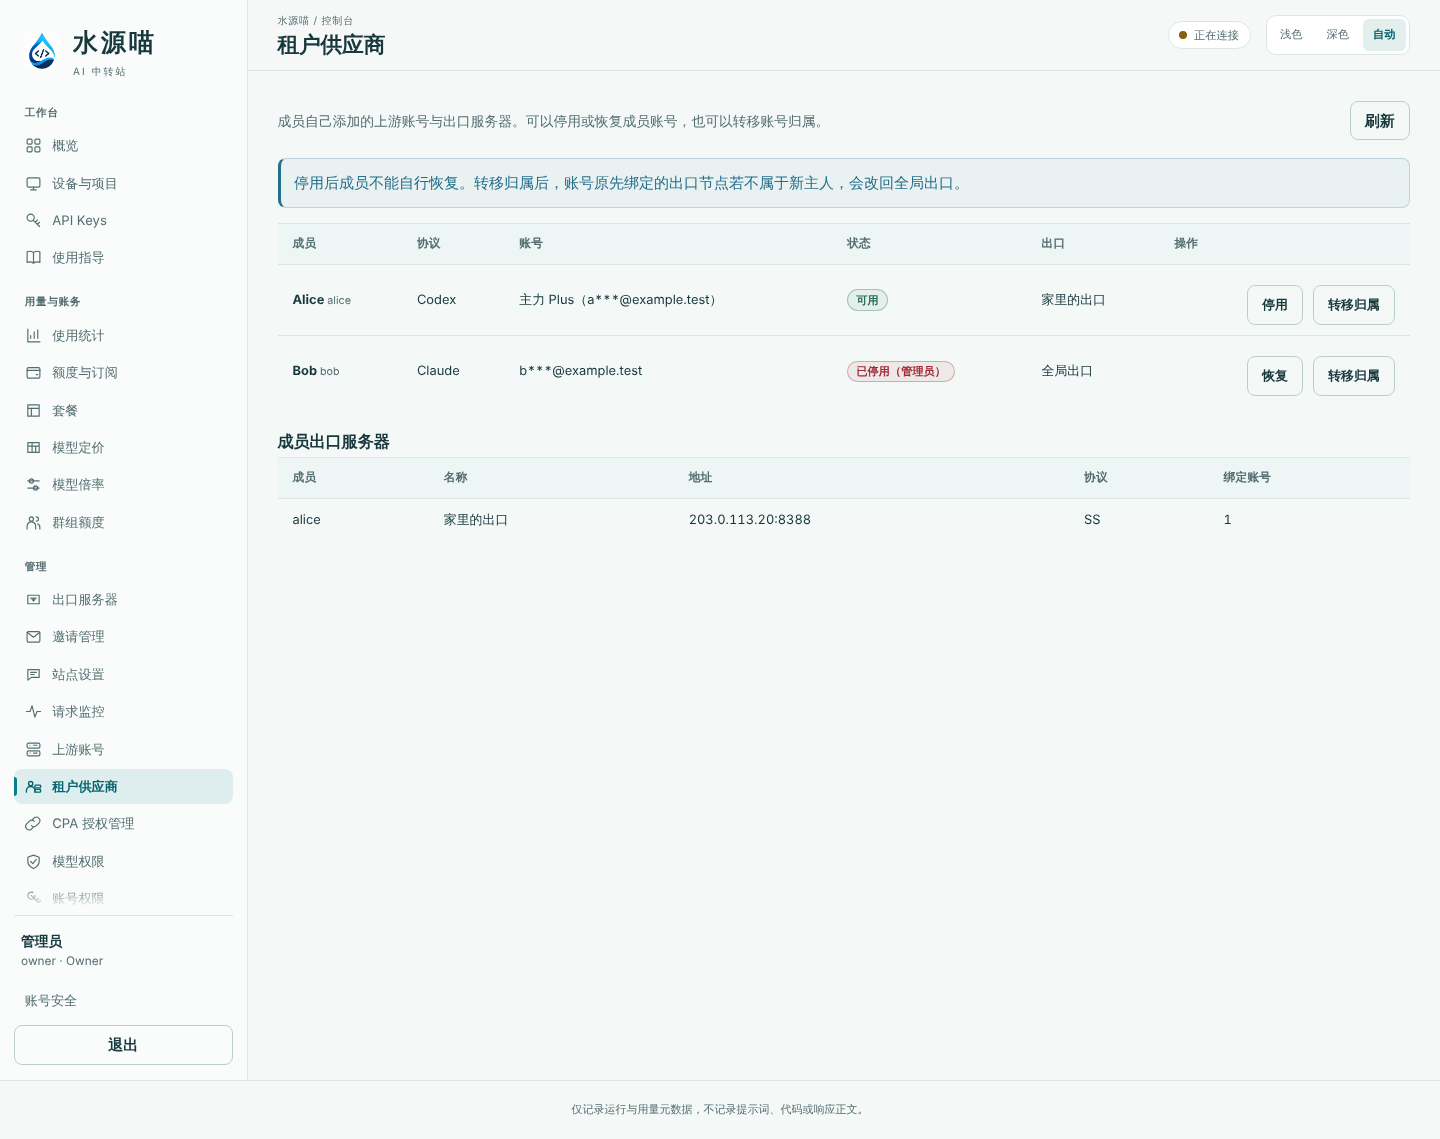 水源喵
AI 中转站
工作台
概览
设备与项目
API Keys
使用指导
用量与账务
使用统计
额度与订阅
套餐
模型定价
模型倍率
群组额度
管理
出口服务器
邀请管理
站点设置
请求监控
上游账号
租户供应商
CPA 授权管理
模型权限
账号权限
管理员
owner · Owner
账号安全
退出
水源喵 / 控制台
租户供应商
正在连接
浅色 深色 自动
成员自己添加的上游账号与出口服务器。可以停用或恢复成员账号，也可以转移账号归属。
刷新
停用后成员不能自行恢复。转移归属后，账号原先绑定的出口节点若不属于新主人，会改回全局出口。
成员 协议 账号 状态 出口 操作
Alice alice Codex 主力 Plus（a***@example.test） 可用 家里的出口 停用 转移归属
Bob bob Claude b***@example.test 已停用（管理员） 全局出口 恢复 转移归属
成员出口服务器
成员 名称 地址 协议 绑定账号
alice 家里的出口 203.0.113.20:8388 SS 1
仅记录运行与用量元数据，不记录提示词、代码或响应正文。